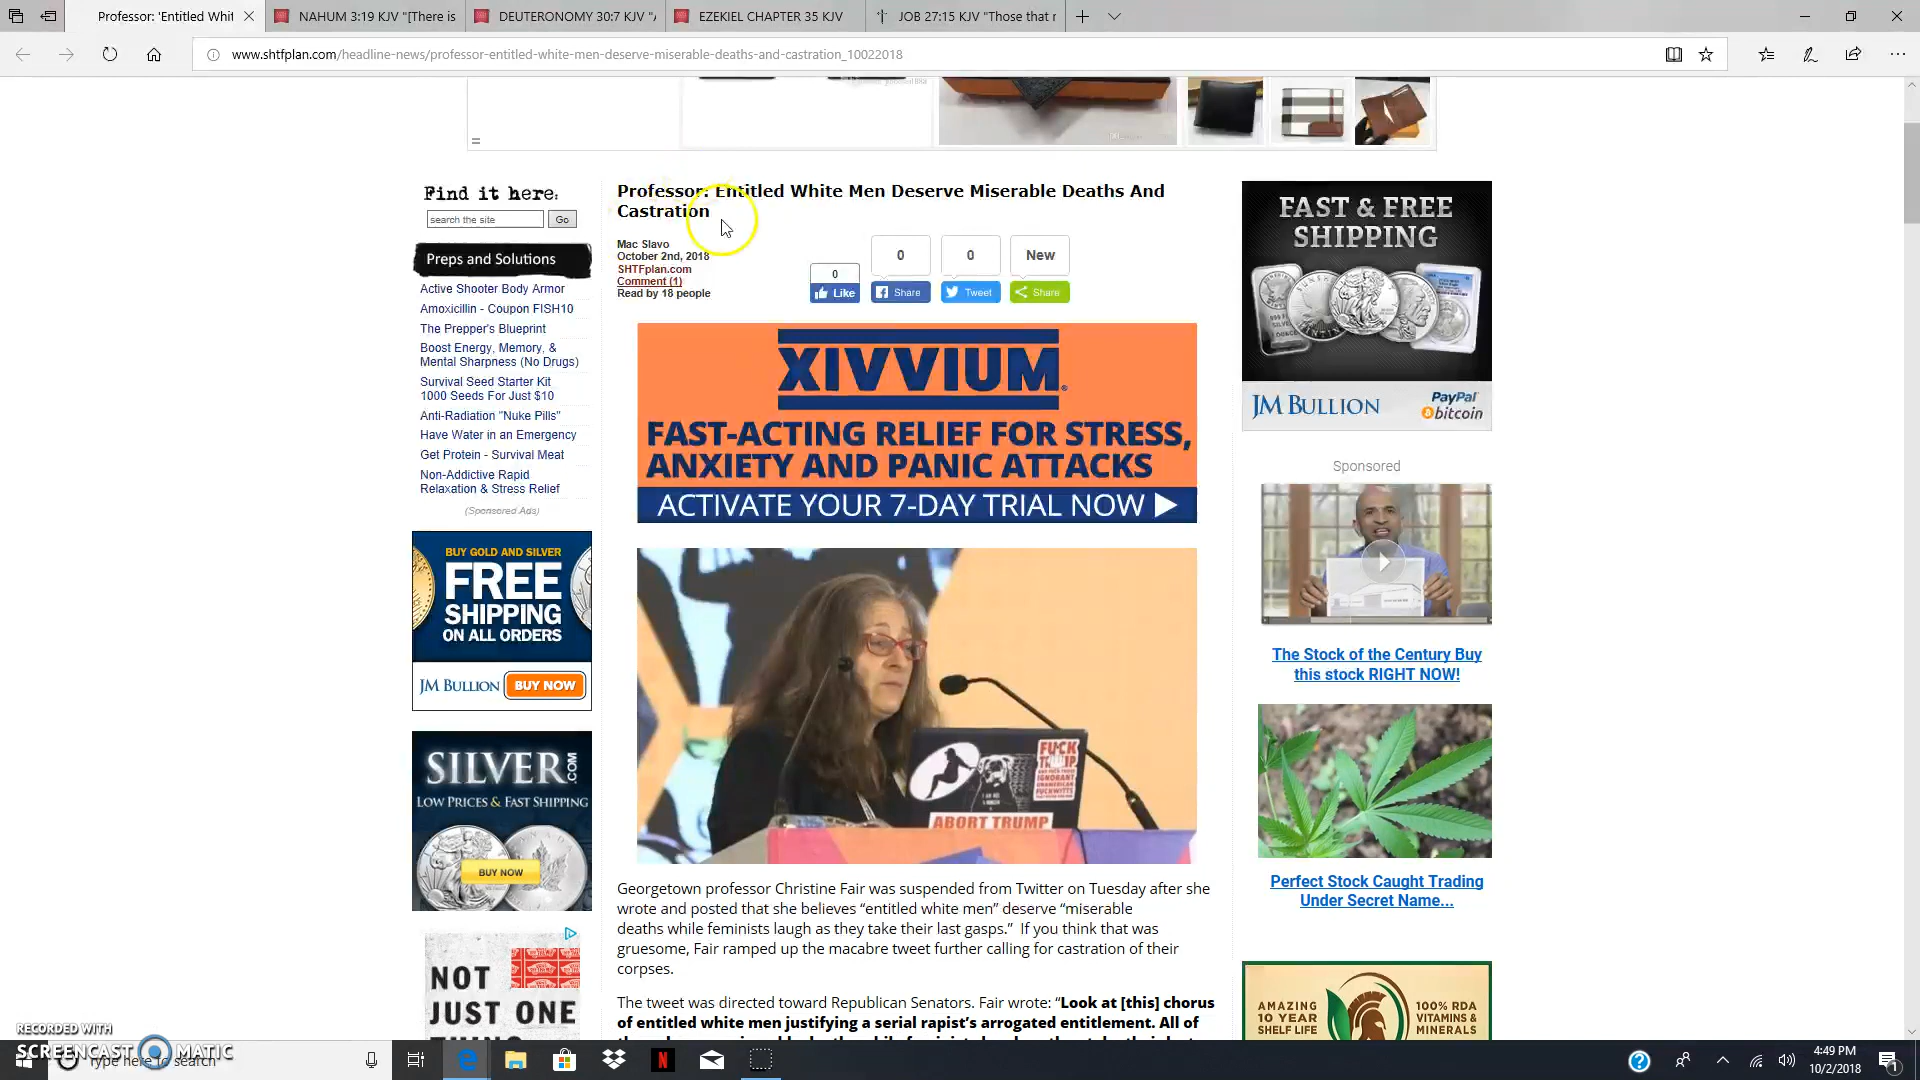 Professor: 'Entitled Whit
NAHUM 3:19 KJV "[There is
DEUTERONOMY 30:7 KJV "A
EZEKIEL CHAPTER 35 KJV
JOB 27:15 KJV "Those that r
www.shtfplan.com/headline-news/professor-entitled-white-men-deserve-miserable-deaths-and-castration_10022018
Find it here:
search the site
Go
Preps and Solutions
Active Shooter Body Armor
Amoxicillin - Coupon FISH10
The Prepper's Blueprint
Boost Energy, Memory, &
Mental Sharpness (No Drugs)
Survival Seed Starter Kit
1000 Seeds For Just $10
Anti-Radiation "Nuke Pills"
Have Water in an Emergency
Get Protein - Survival Meat
Non-Addictive Rapid
Relaxation & Stress Relief
(Sponsored Ads)
BUY GOLD AND SILVER
FREE
SHIPPING
ON ALL ORDERS
JM BULLION
BUY NOW
SILVER.COM
LOW PRICES & FAST SHIPPING
BUY NOW
NOT
JUST ONE
THING
Professor: Entitled White Men Deserve Miserable Deaths And
Castration
Mac Slavo
October 2nd, 2018
SHTFplan.com
Comment (1)
Read by 18 people
0
Like
0
Share
0
Tweet
New
Share
XIVVIUM®
FAST-ACTING RELIEF FOR STRESS,
ANXIETY AND PANIC ATTACKS
ACTIVATE YOUR 7-DAY TRIAL NOW
FUCK
TRUMP
ABORT TRUMP
Georgetown professor Christine Fair was suspended from Twitter on Tuesday after she
wrote and posted that she believes “entitled white men” deserve “miserable
deaths while feminists laugh as they take their last gasps.”  If you think that was
gruesome, Fair ramped up the macabre tweet further calling for castration of their
corpses.
The tweet was directed toward Republican Senators. Fair wrote: “Look at [this] chorus
of entitled white men justifying a serial rapist’s arrogated entitlement. All of
FAST & FREE
SHIPPING
JM BULLION
PayPal
bitcoin
Sponsored
The Stock of the Century Buy
this stock RIGHT NOW!
Perfect Stock Caught Trading
Under Secret Name...
AMAZING
10 YEAR
SHELF LIFE
100% RDA
VITAMINS &
MINERALS
RECORDED WITH
SCREENCAST MATIC
Type here to search
4:49 PM
10/2/2018